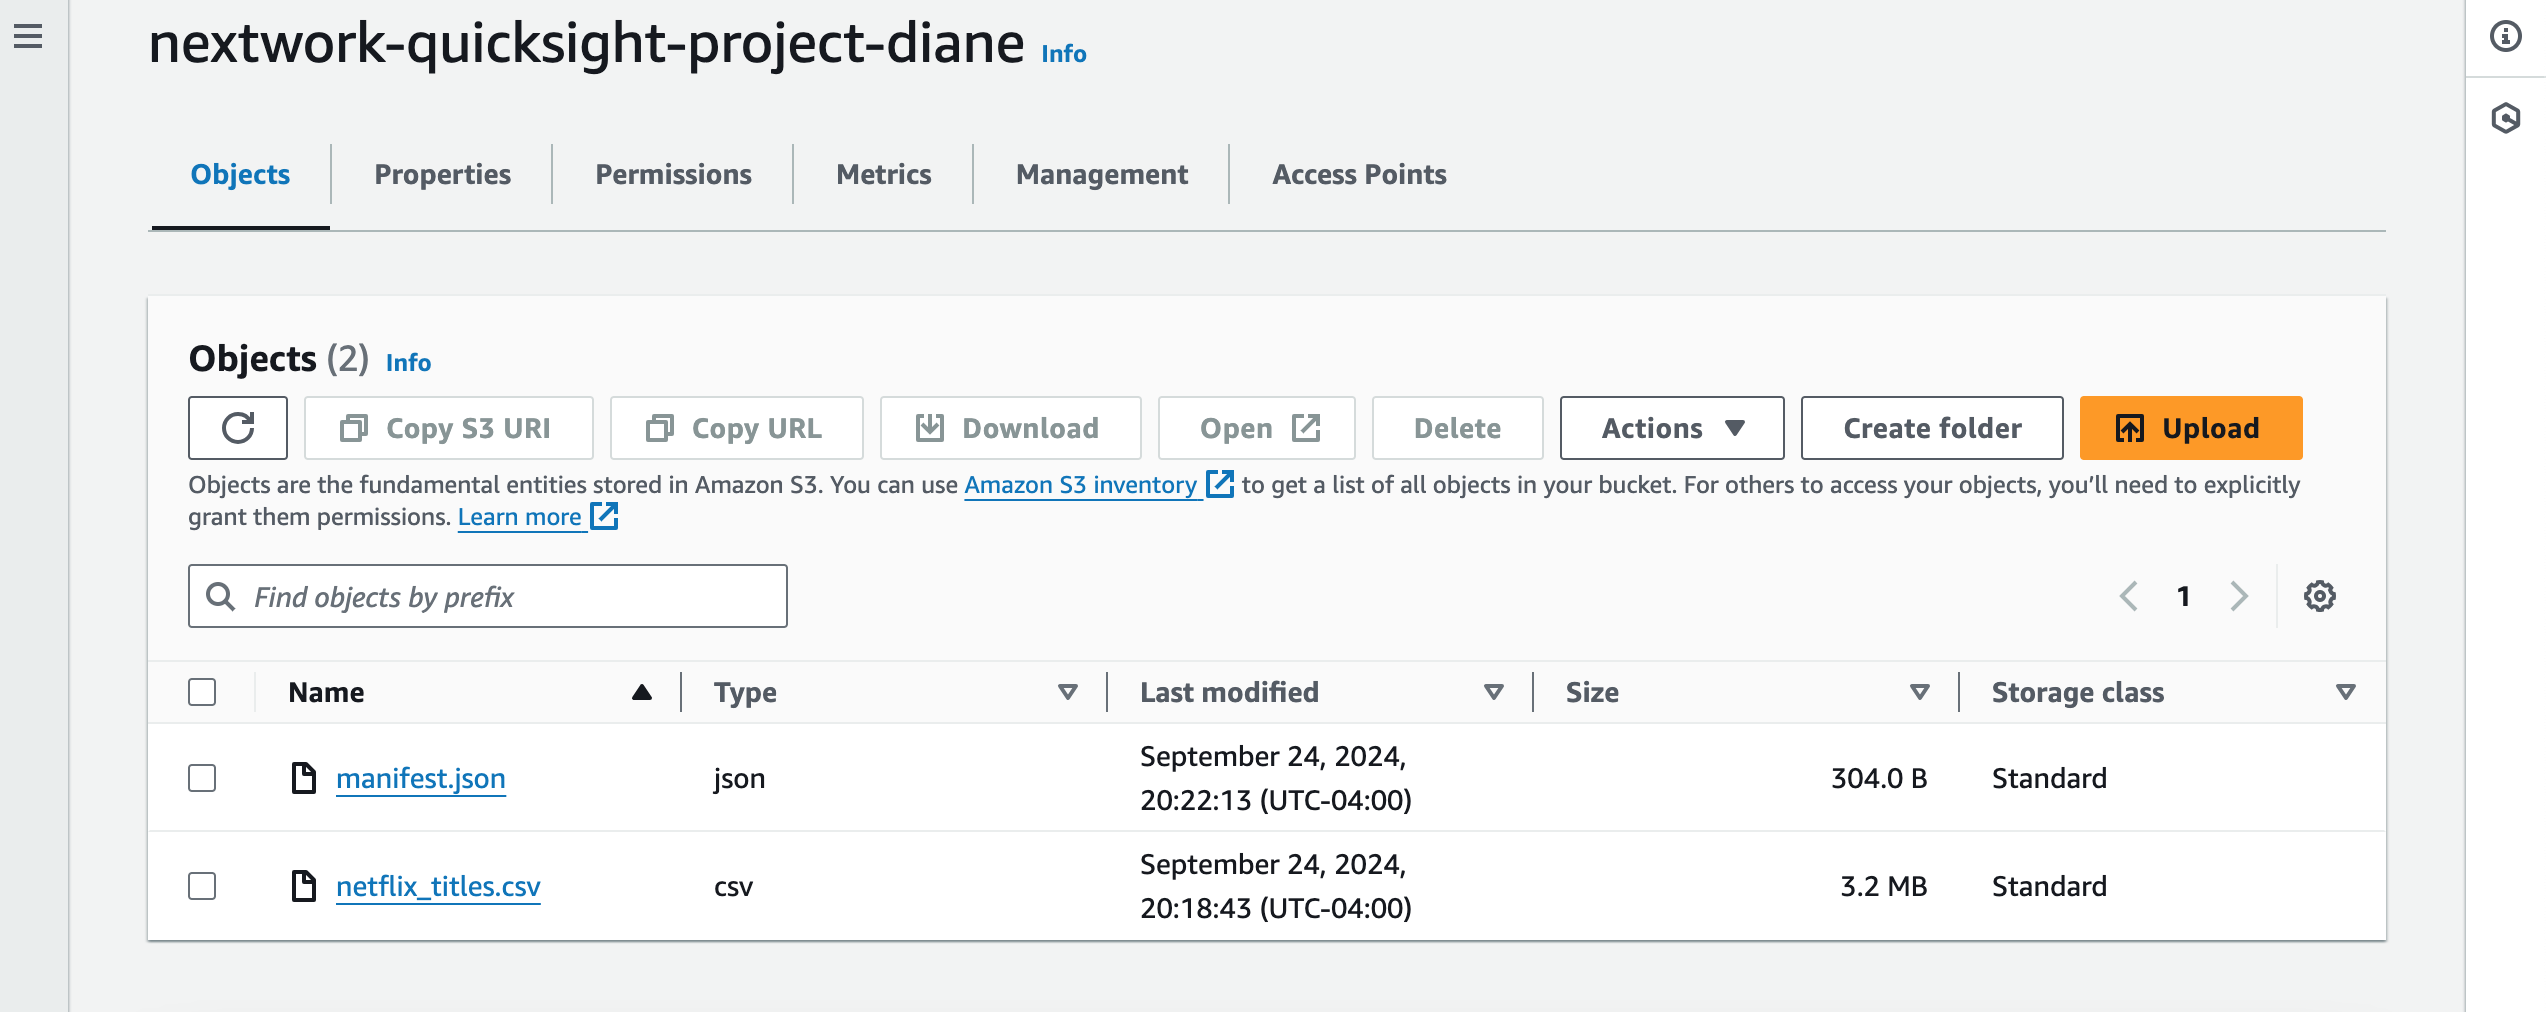 nextwork-quicksight-project-diane Info
Objects Properties Permissions Metrics Management Access Points
Objects (2) Info
Copy S3 URI Copy URL Download Open Delete Actions Create folder Upload
Objects are the fundamental entities stored in Amazon S3. You can use Amazon S3 inventory to get a list of all objects in your bucket. For others to access your objects, you’ll need to explicitly
grant them permissions. Learn more
Find objects by prefix
1
Name Type Last modified Size Storage class
manifest.json json September 24, 2024, 20:22:13 (UTC-04:00) 304.0 B Standard
netflix_titles.csv csv September 24, 2024, 20:18:43 (UTC-04:00) 3.2 MB Standard